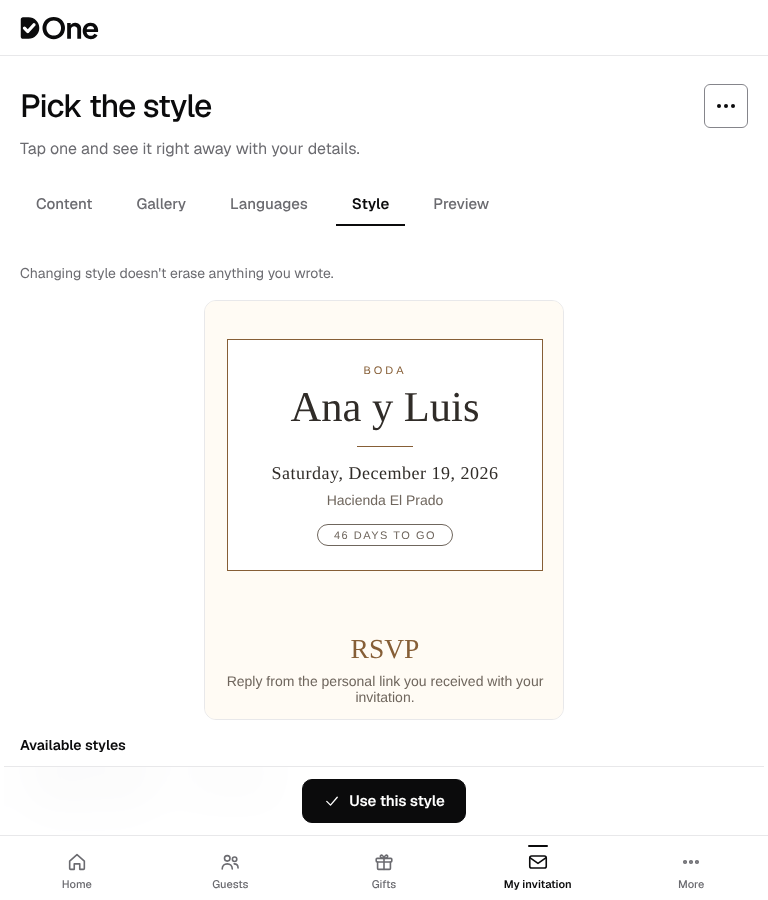 One
Pick the style
Tap one and see it right away with your details.
Content Gallery Languages Style Preview
Changing style doesn't erase anything you wrote.
BODA
Ana y Luis
Saturday, December 19, 2026
Hacienda El Prado
46 DAYS TO GO
RSVP
Reply from the personal link you received with your
invitation.
Available styles
Use this style
Home Guests Gifts My invitation More